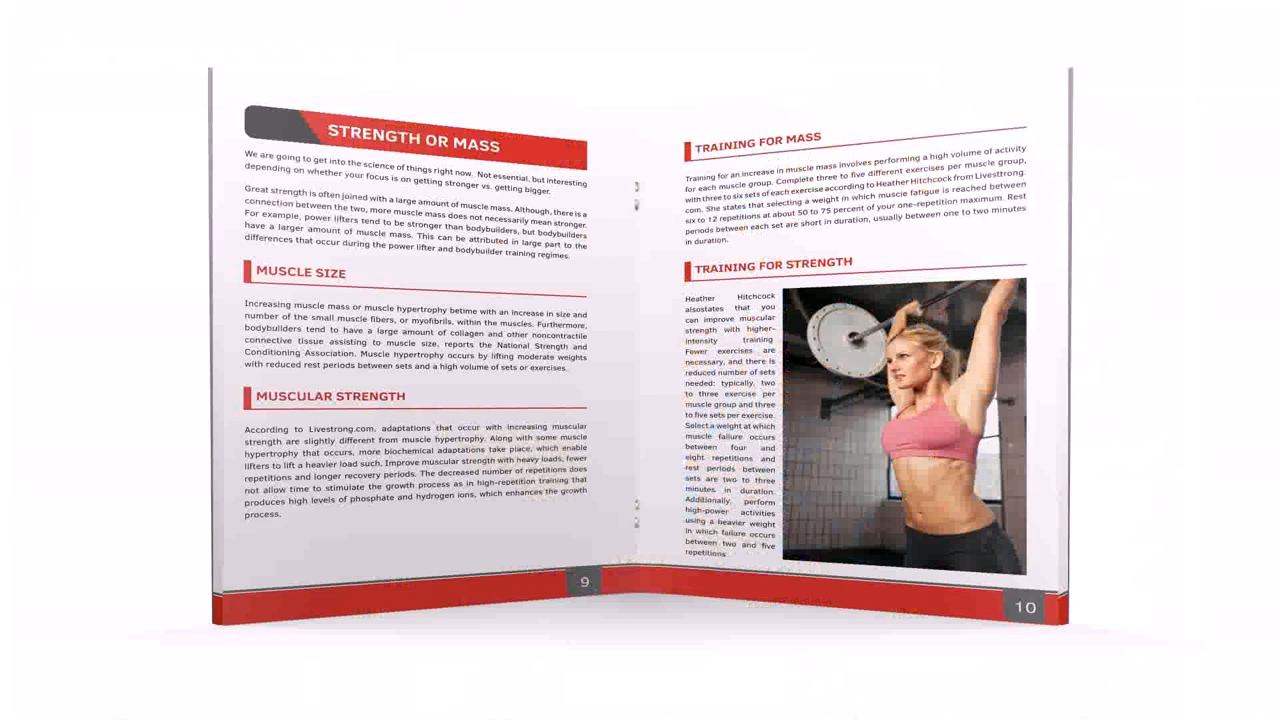 STRENGTH OR MASS
We are going to get into the science of things right now. Not essential, but interesting
depending on whether your focus is on getting stronger vs. getting bigger.
Great strength is often joined with a large amount of muscle mass. Although, there is a
connection between the two, more muscle mass does not necessarily mean stronger.
For example, power lifters tend to be stronger than bodybuilders, but bodybuilders
have a larger amount of muscle mass. This can be attributed in large part to the
differences that occur during the power lifter and bodybuilder training regimes.
MUSCLE SIZE
Increasing muscle mass or muscle hypertrophy betime with an increase in size and
number of the small muscle fibers, or myofibrils, within the muscles. Furthermore,
bodybuilders tend to have a large amount of collagen and other noncontractile
connective tissue assisting to muscle size, reports the National Strength and
Conditioning Association. Muscle hypertrophy occurs by lifting moderate weights
with reduced rest periods between sets and a high volume of sets or exercises.
MUSCULAR STRENGTH
According to Livestrong.com, adaptations that occur with increasing muscular
strength are slightly different from muscle hypertrophy. Along with some muscle
hypertrophy that occurs, more biochemical adaptations take place, which enable
lifters to lift a heavier load such. Improve muscular strength with heavy loads, fewer
repetitions and longer recovery periods. The decreased number of repetitions does
not allow time to stimulate the growth process as in high-repetition training that
produces high levels of phosphate and hydrogen ions, which enhances the growth
process.
9
TRAINING FOR MASS
Training for an increase in muscle mass involves performing a high volume of activity
for each muscle group. Complete three to five different exercises per muscle group,
with three to six sets of each exercise according to Heather Hitchcock from Livesttrong.
com. She states that selecting a weight in which muscle fatigue is reached between
six to 12 repetitions at about 50 to 75 percent of your one-repetition maximum. Rest
periods between each set are short in duration, usually between one to two minutes
in duration.
TRAINING FOR STRENGTH
Heather Hitchcock
alsostates that you
can improve muscular
strength with higher-
intensity training
Fewer exercises are
necessary, and there is
reduced number of sets
needed: typically, two
to three exercise per
muscle group and three
to five sets per exercise.
Select a weight at which
muscle failure occurs
between four and
eight repetitions and
rest periods between
sets are two to three
minutes in duration.
Additionally, perform
high-power activities
using a heavier weight
in which failure occurs
between two and five
repetitions
10